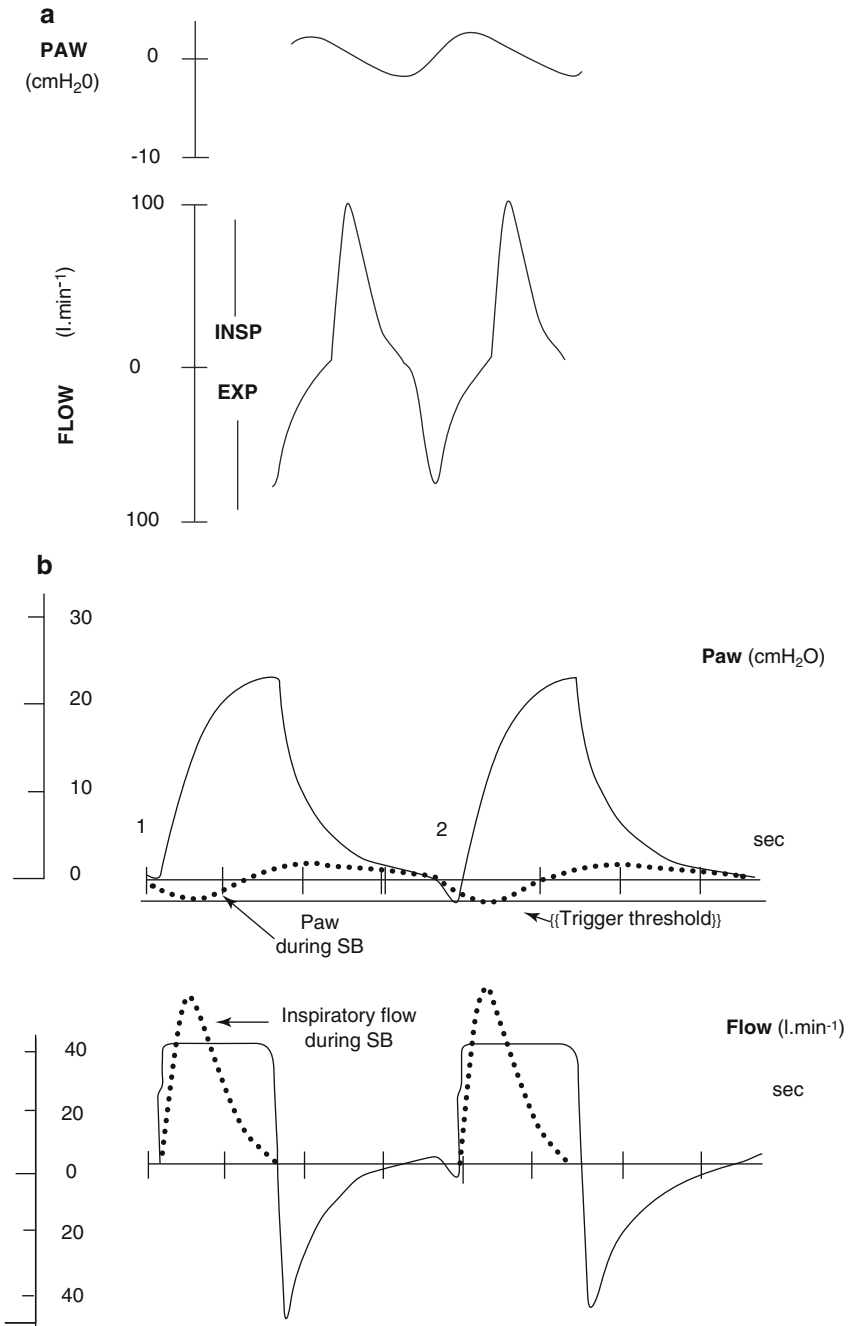 a
PAW
(cmH₂0)
0
-10
100
(l.min⁻¹)
INSP
0
EXP
FLOW
100
b
30
Paw (cmH₂O)
20
10
1
2
sec
0
Paw
during SB
{{Trigger threshold}}
Inspiratory flow
during SB
Flow (l.min⁻¹)
40
sec
20
0
20
40